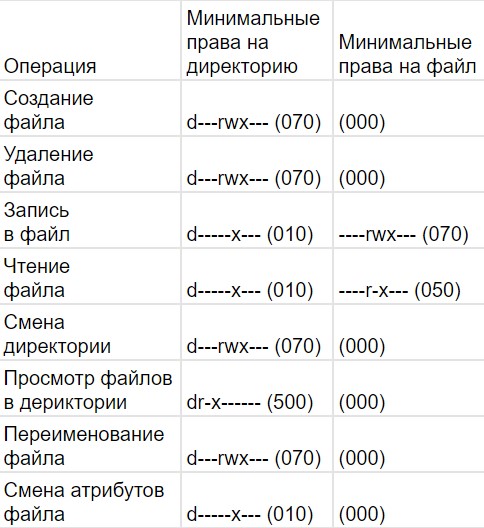 Операция
Минимальные
права на
директорию
Минимальные
права на файл
Создание
файла
d---rwx--- (070)
(000)
Удаление
файла
d---rwx--- (070)
(000)
Запись
в файл
d-----x--- (010)
----rwx--- (070)
Чтение
файла
d-----x--- (010)
----r-x--- (050)
Смена
директории
d---rwx--- (070)
(000)
Просмотр файлов
в дериктории
dr-x------ (500)
(000)
Переименование
файла
d---rwx--- (070)
(000)
Смена атрибутов
файла
d-----x--- (010)
(000)